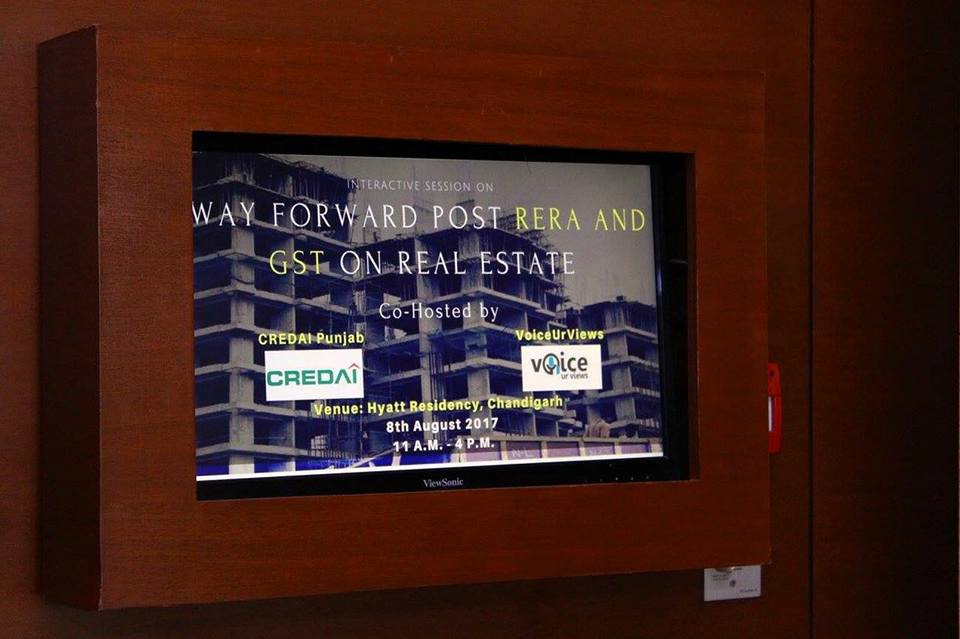 INTERACTIVE SESSION ON
WAY FORWARD POST RERA AND
GST ON REAL ESTATE
Co-Hosted by
CREDAI Punjab
VoiceUrViews
CREDAI
vOice
ur views
Venue: Hyatt Residency, Chandigarh
8th August 2017
11 A.M. - 4 P.M.
ViewSonic